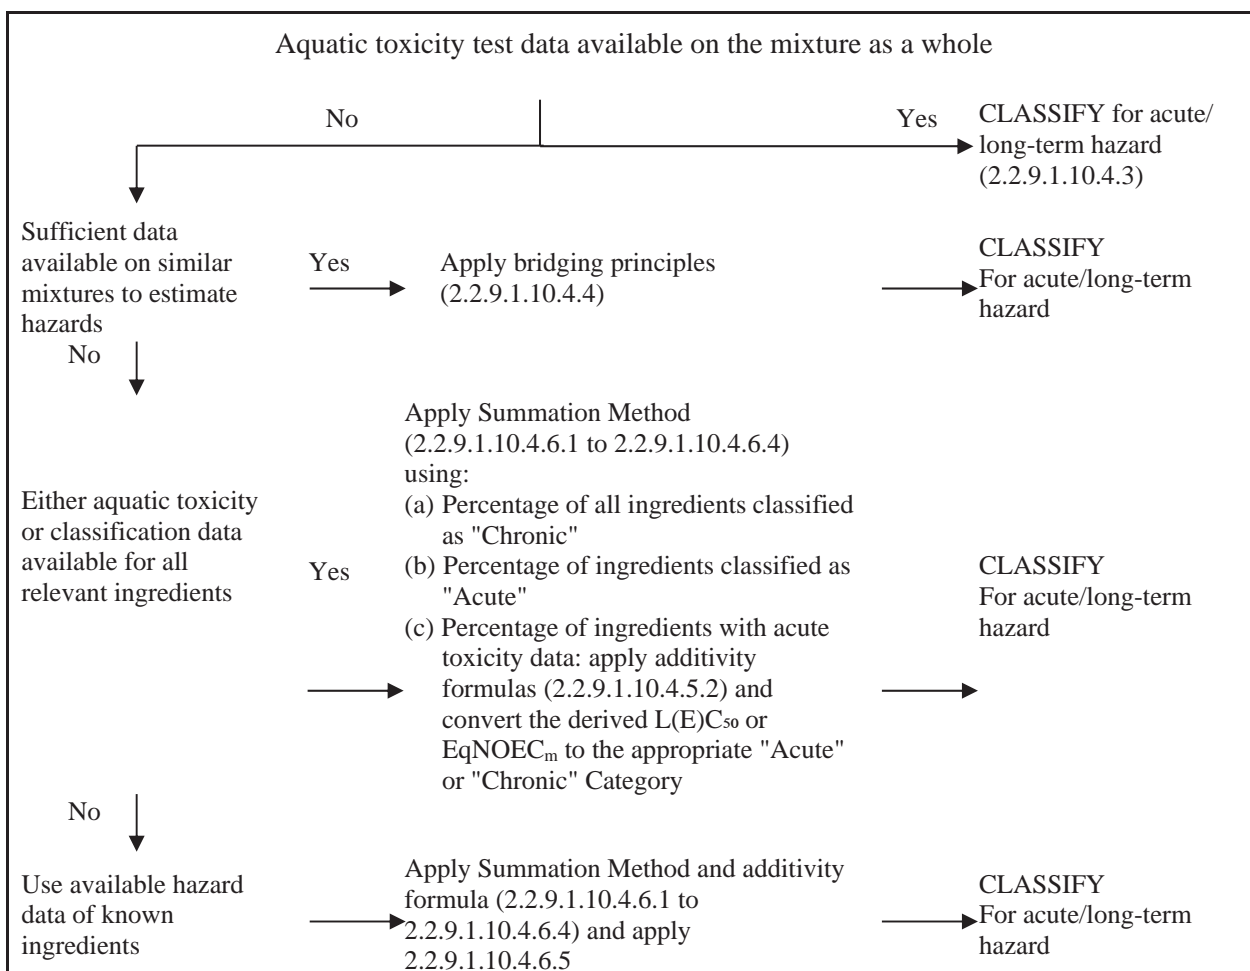 Aquatic toxicity test data available on the mixture as a whole
No
Yes
CLASSIFY for acute/
long-term hazard
(2.2.9.1.10.4.3)
Sufficient data
available on similar
mixtures to estimate
hazards
Yes
Apply bridging principles
(2.2.9.1.10.4.4)
CLASSIFY
For acute/long-term
hazard
No
Either aquatic toxicity
or classification data
available for all
relevant ingredients
Yes
Apply Summation Method
(2.2.9.1.10.4.6.1 to 2.2.9.1.10.4.6.4)
using:
(a) Percentage of all ingredients classified
as "Chronic"
(b) Percentage of ingredients classified as
"Acute"
(c) Percentage of ingredients with acute
toxicity data: apply additivity
formulas (2.2.9.1.10.4.5.2) and
convert the derived L(E)C₅₀ or
EqNOECₘ to the appropriate "Acute"
or "Chronic" Category
CLASSIFY
For acute/long-term
hazard
No
Use available hazard
data of known
ingredients
Apply Summation Method and additivity
formula (2.2.9.1.10.4.6.1 to
2.2.9.1.10.4.6.4) and apply
2.2.9.1.10.4.6.5
CLASSIFY
For acute/long-term
hazard